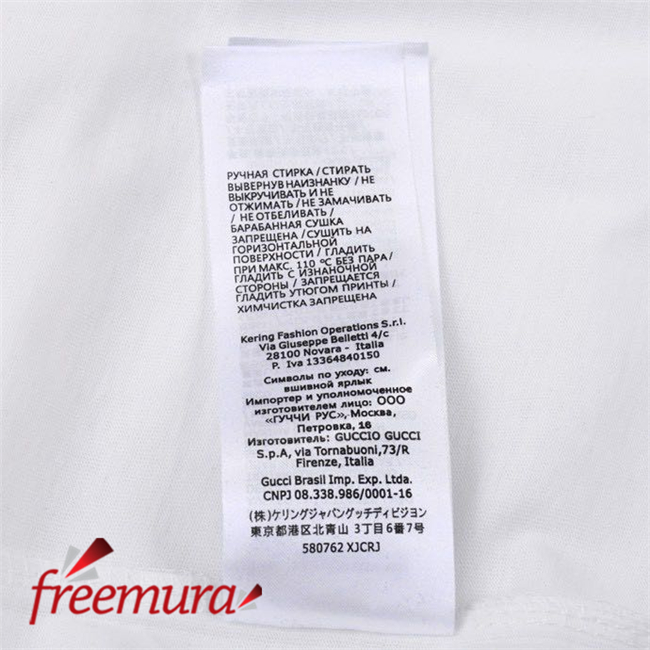 РУЧНАЯ СТИРКА / СТИРАТЬ
ВЫВЕРНУВ НАИЗНАНКУ / НЕ
ВЫКРУЧИВАТЬ И НЕ
ОТЖИМАТЬ / НЕ ЗАМАЧИВАТЬ
/ НЕ ОТБЕЛИВАТЬ /
БАРАБАННАЯ СУШКА
ЗАПРЕЩЕНА / СУШИТЬ НА
ГОРИЗОНТАЛЬНОЙ
ПОВЕРХНОСТИ / ГЛАДИТЬ
ПРИ МАКС. 110 ºC БЕЗ ПАРА/
ГЛАДИТЬ С ИЗНАНОЧНОЙ
СТОРОНЫ / ЗАПРЕЩАЕТСЯ
ГЛАДИТЬ УТЮГОМ ПРИНТЫ /
ХИМЧИСТКА ЗАПРЕЩЕНА
Kering Fashion Operations S.r.l.
Via Giuseppe Belletti 4/c
28100 Novara - Italia
P. Iva 13364840150
Символы по уходу: см.
вшивной ярлык
Импортер и уполномоченное
изготовителем лицо: ООО
«ГУЧЧИ РУС», Москва,
Петровка, 16
Изготовитель: GUCCIO GUCCI
S.p.A, via Tornabuoni,73/R
Firenze, Italia
Gucci Brasil Imp. Exp. Ltda.
CNPJ 08.338.986/0001-16
(株)ケリングジャパングッチディビジョン
東京都港区北青山 3丁目6番7号
580762 XJCRJ
freemura